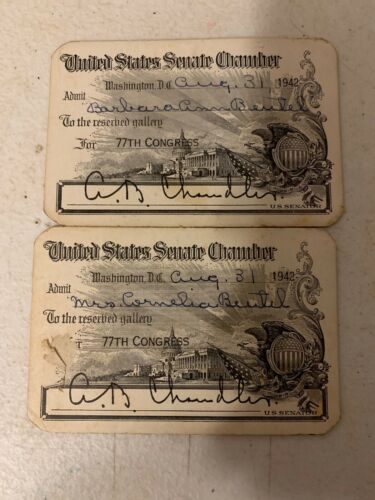 United States Senate Chamber
Washington, D.C. Aug. 31 1942
Admit
Barbara Ann Beutel
To the reserved gallery
For 77TH CONGRESS
A. B. Chandler
U.S. SENATOR
United States Senate Chamber
Washington, D.C. Aug. 31 1942
Admit
Mrs. Cornelia Beutel
To the reserved gallery
77TH CONGRESS
A. B. Chandler
U.S. SENATOR